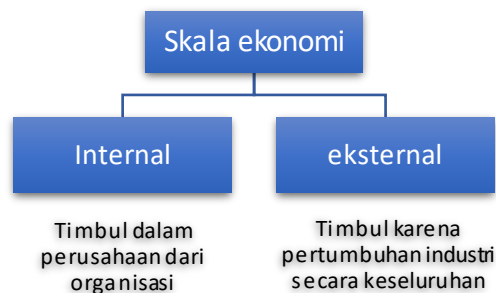 Skala ekonomi
Internal
eksternal
Timbul dalam
perusahaan dari
organisasi
Timbul karena
pertumbuhan industri
secara keseluruhan